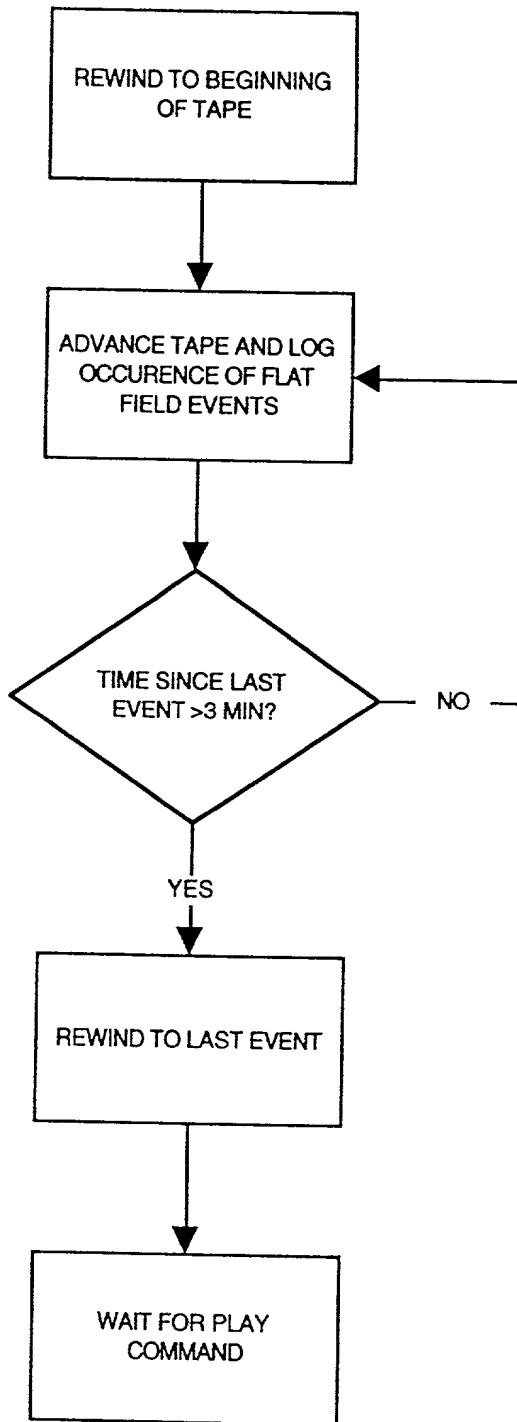 REWIND TO BEGINNING
OF TAPE
ADVANCE TAPE AND LOG
OCCURENCE OF FLAT
FIELD EVENTS
TIME SINCE LAST
EVENT >3 MIN?
NO
YES
REWIND TO LAST EVENT
WAIT FOR PLAY
COMMAND